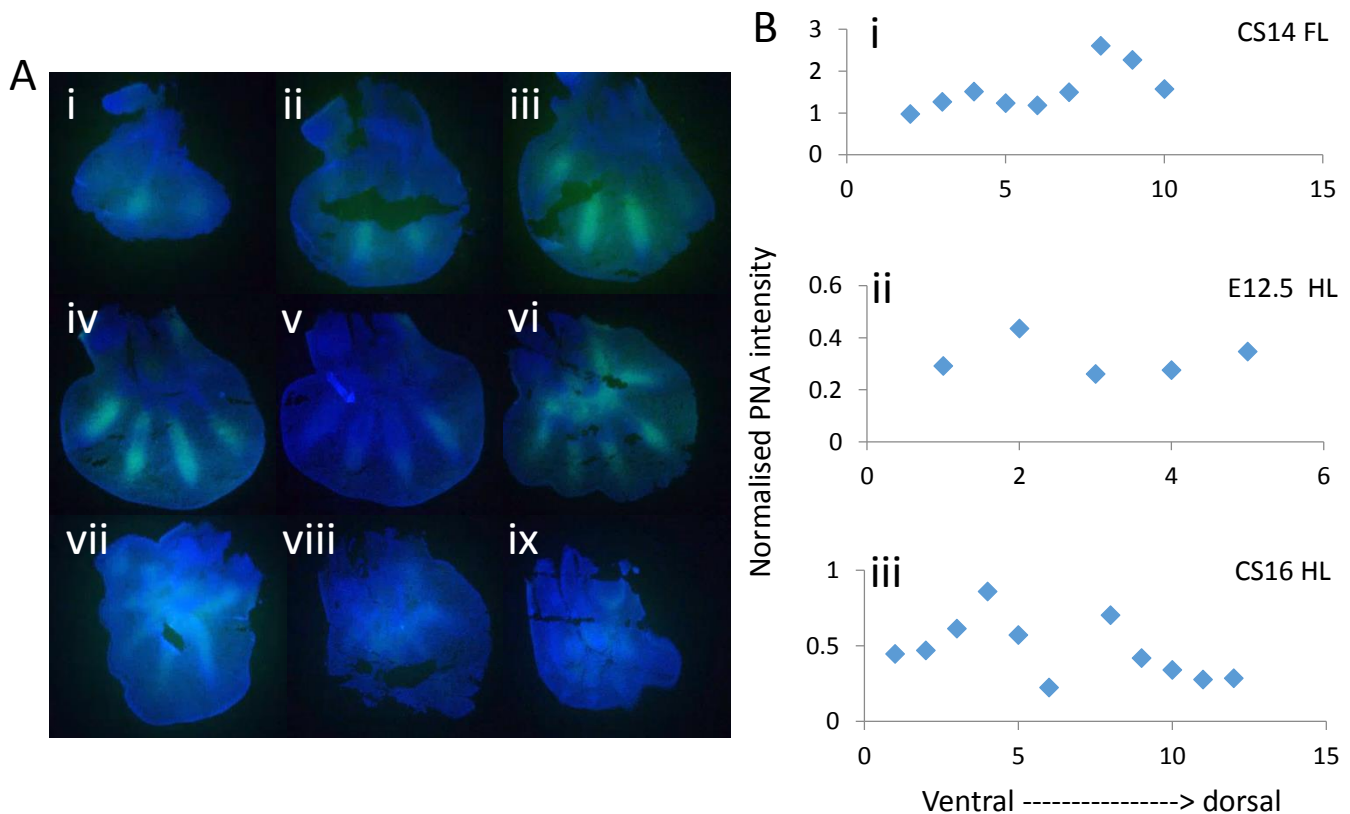 A
i
ii
iii
iv
v
vi
vii
viii
ix
B
Normalised PNA intensity
i
CS14 FL
3
2
1
0
0 5 10 15
ii
E12.5 HL
0.6
0.4
0.2
0
0 2 4 6
iii
CS16 HL
1
0.5
0
0 5 10 15
Ventral ----------------> dorsal